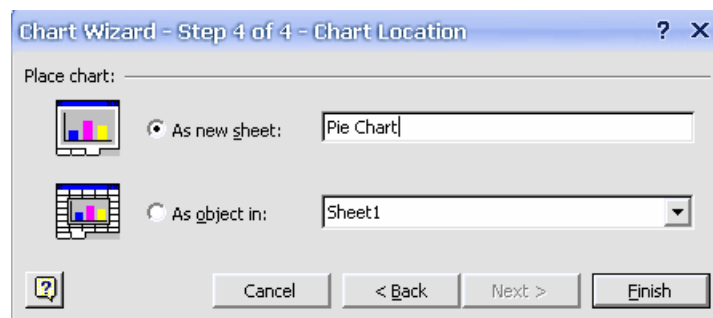 Chart Wizard - Step 4 of 4 - Chart Location ? X
Place chart:
As new sheet: Pie Chart
As object in: Sheet1
? Cancel < Back Next > Finish